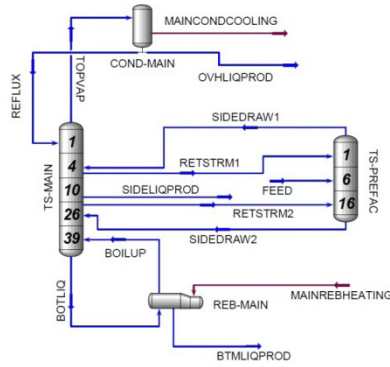 MAINCONDCOOLING
COND-MAIN
TOPVAP
REFLUX
OVHLIQPROD
SIDEDRAW1
TS-MAIN
1
4
10
26
39
RETSTRM1
SIDELIQPROD
FEED
RETSTRM2
TS-PREFAC
1
6
16
SIDEDRAW2
BOILUP
BOTLIQ
REB-MAIN
MAINREBHEATING
BTMLIQPROD